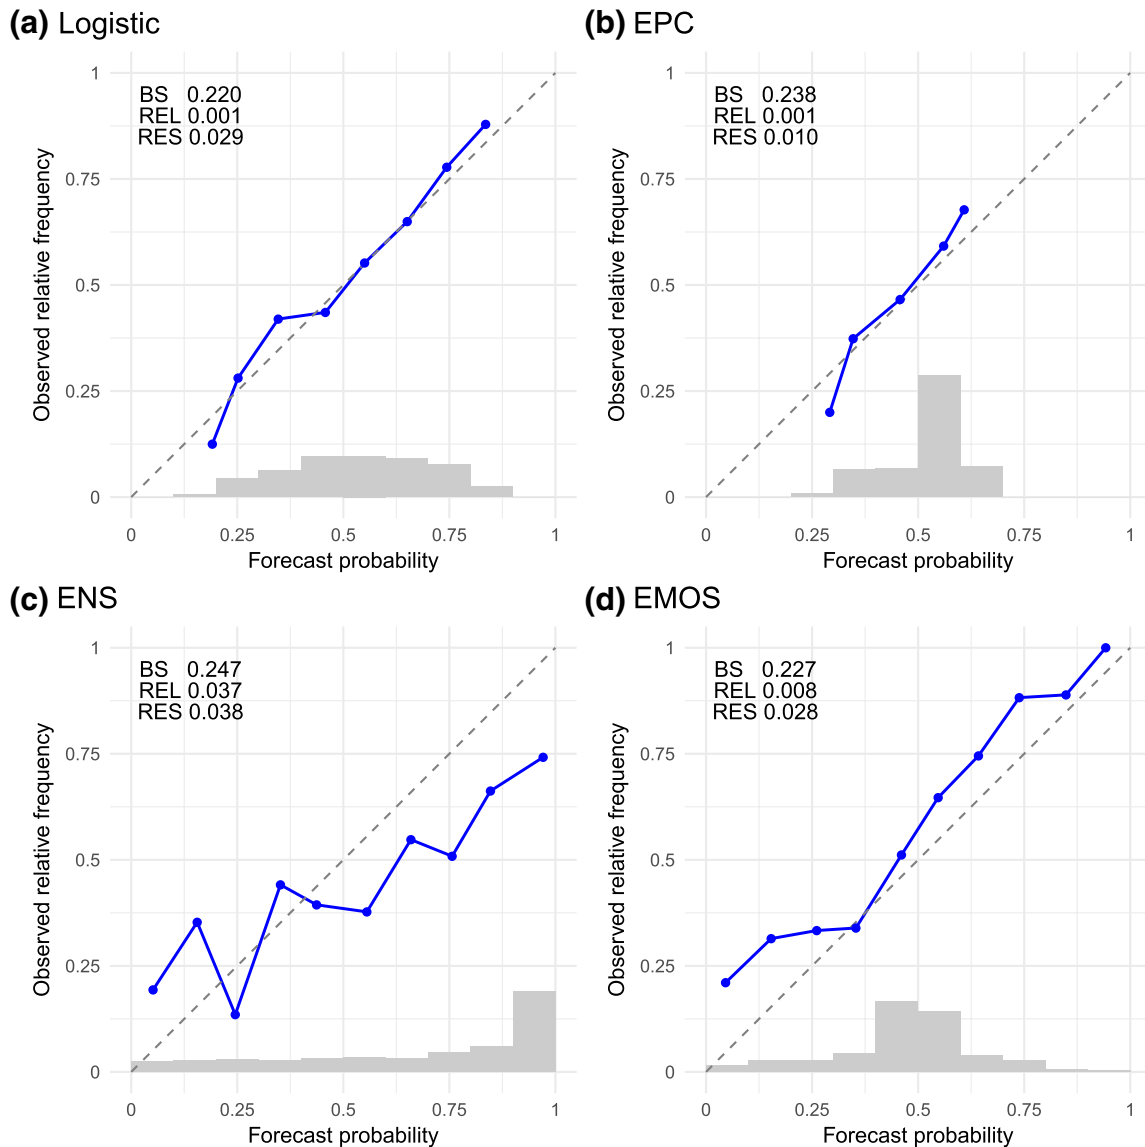 (a) Logistic
BS 0.220
REL 0.001
RES 0.029
1
0.75
0.5
0.25
0
Observed relative frequency
0 0.25 0.5 0.75 1
Forecast probability
(b) EPC
BS 0.238
REL 0.001
RES 0.010
1
0.75
0.5
0.25
0
Observed relative frequency
0 0.25 0.5 0.75 1
Forecast probability
(c) ENS
BS 0.247
REL 0.037
RES 0.038
1
0.75
0.5
0.25
0
Observed relative frequency
0 0.25 0.5 0.75 1
Forecast probability
(d) EMOS
BS 0.227
REL 0.008
RES 0.028
1
0.75
0.5
0.25
0
Observed relative frequency
0 0.25 0.5 0.75 1
Forecast probability